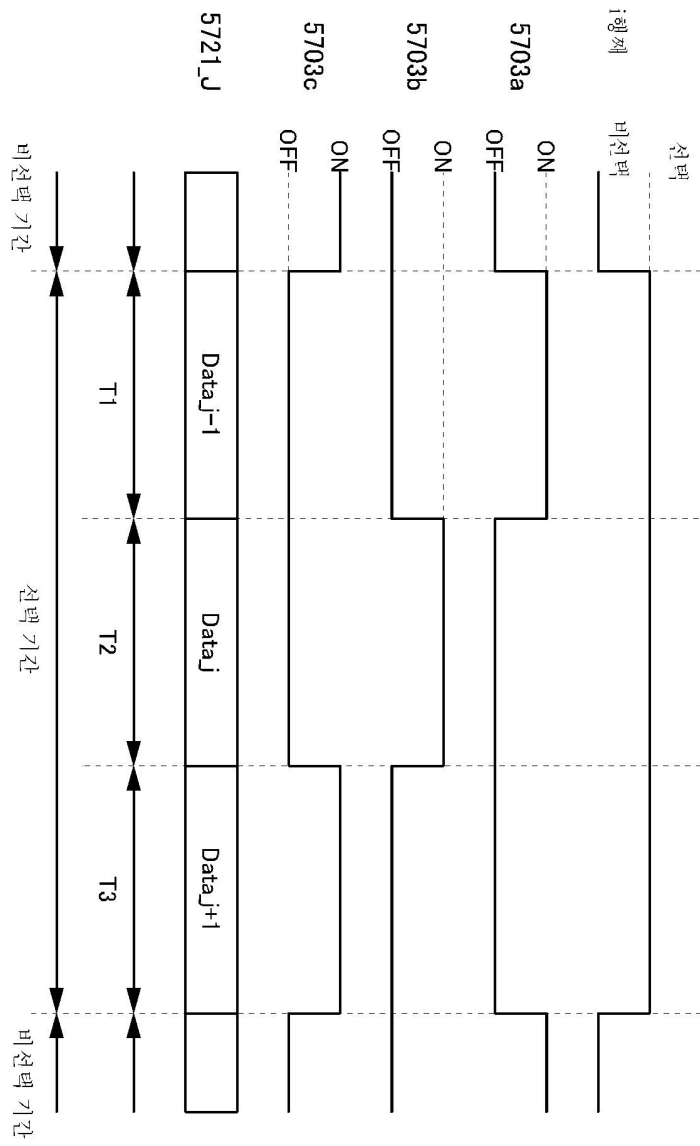 선택
i행째
비선택
ON
5703a
OFF
ON
5703b
OFF
ON
5703c
OFF
5721_J
Data_j-1
Data_j
Data_j+1
T1
T2
T3
비선택 기간
선택 기간
비선택 기간